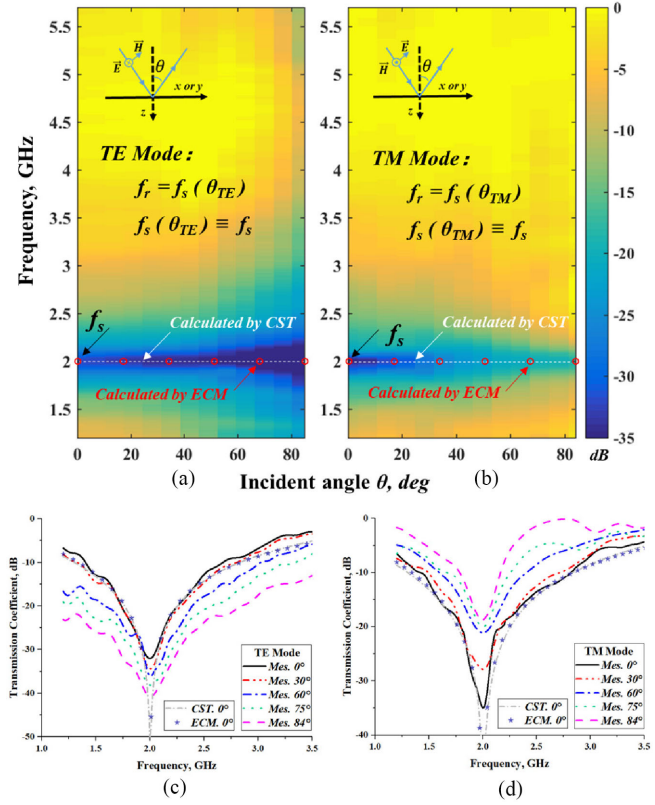 5.5
5
4.5
4
3.5
3
2.5
2
1.5
Frequency, GHz
E
H
θ
x or y
z
TE Mode :
f_r = f_s ( θ_TE )
f_s ( θ_TE ) ≡ f_s
f_s
Calculated by CST
Calculated by ECM
0 20 40 60 80
(a)
H
E
θ
x or y
z
TM Mode :
f_r = f_s ( θ_TM )
f_s ( θ_TM ) ≡ f_s
f_s
Calculated by CST
Calculated by ECM
0 20 40 60 80
(b)
0
-5
-10
-15
-20
-25
-30
-35
dB
Incident angle θ, deg
Transmission Coefficient, dB
0
-10
-20
-30
-40
-50
TE Mode
Mes. 0°
Mes. 30°
Mes. 60°
Mes. 75°
Mes. 84°
CST. 0°
ECM. 0°
1.0 1.5 2.0 2.5 3.0 3.5
Frequency, GHz
(c)
Transmission Coefficient, dB
0
-10
-20
-30
-40
TM Mode
Mes. 0°
Mes. 30°
Mes. 60°
Mes. 75°
Mes. 84°
CST. 0°
ECM. 0°
1.0 1.5 2.0 2.5 3.0 3.5
Frequency, GHz
(d)